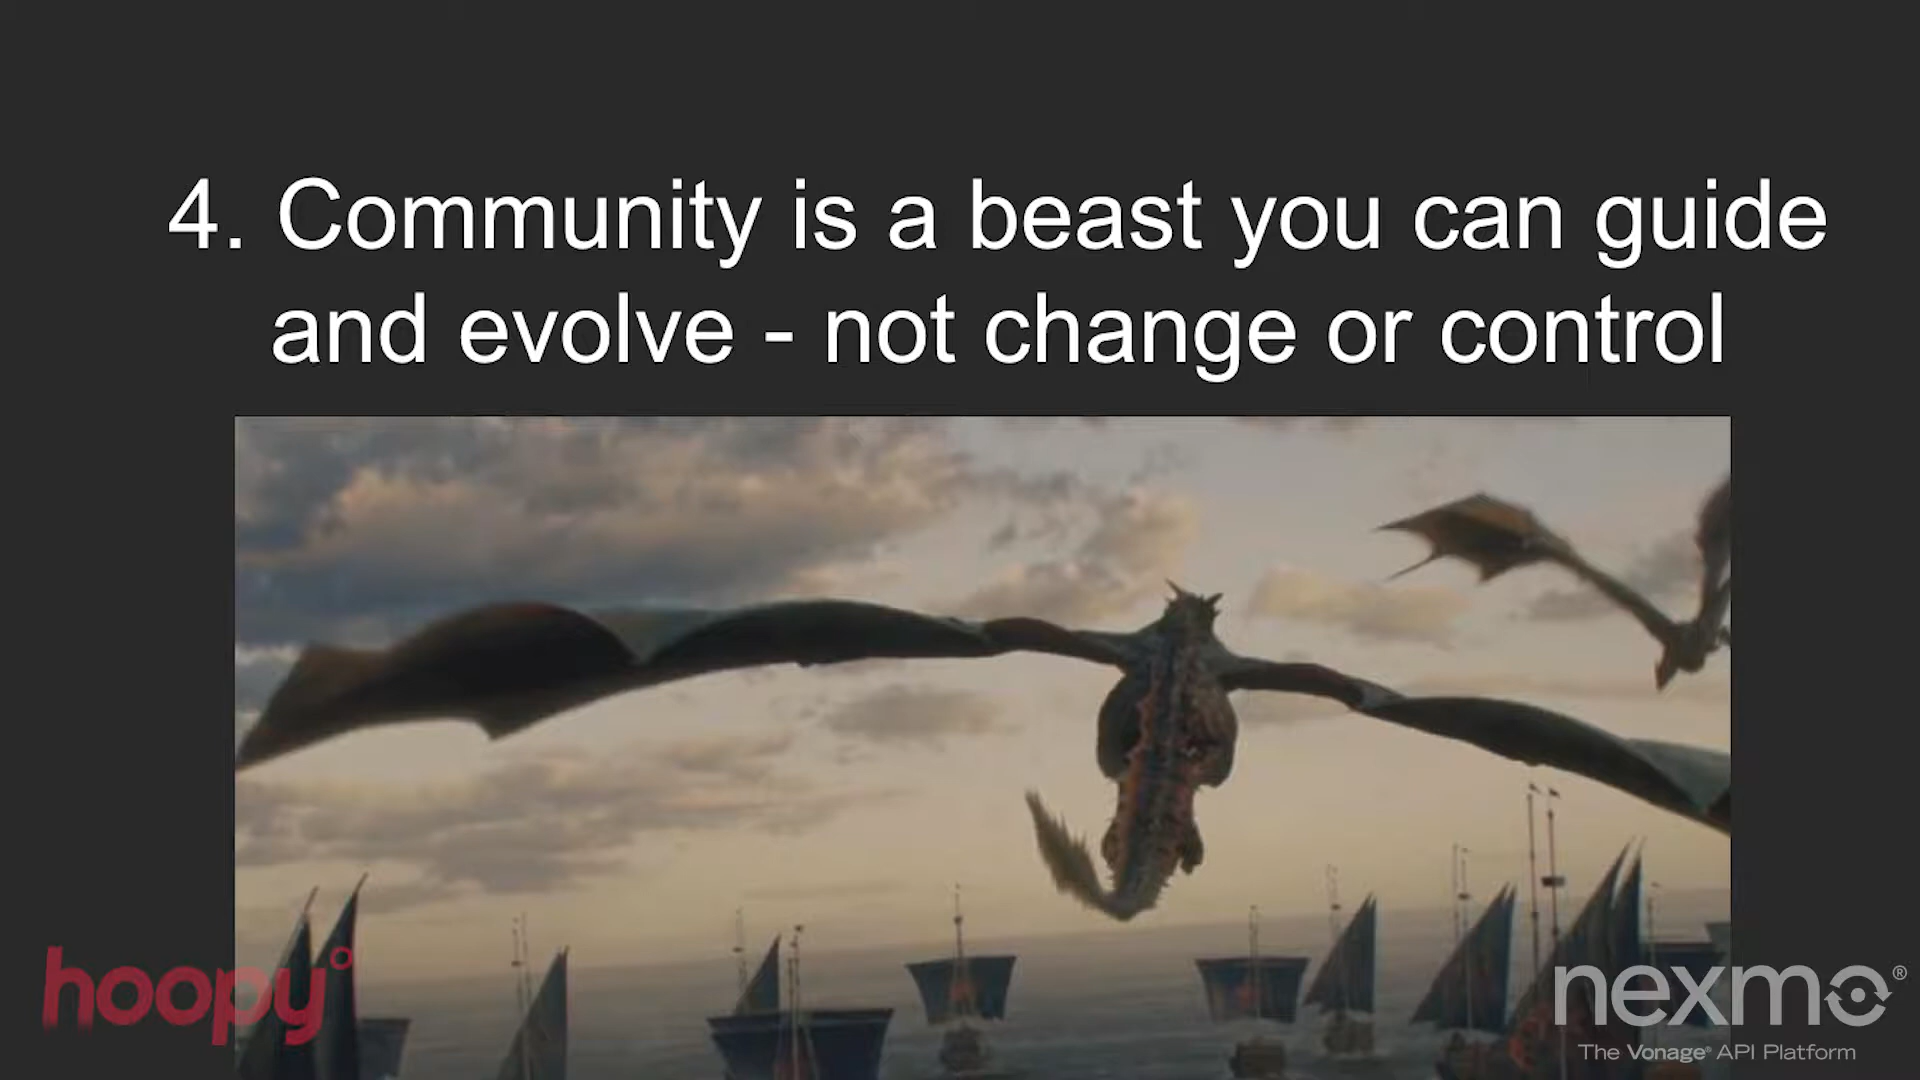 4. Community is a beast you can guide
and evolve - not change or control
hoopy°
nexmo®
The Vonage® API Platform